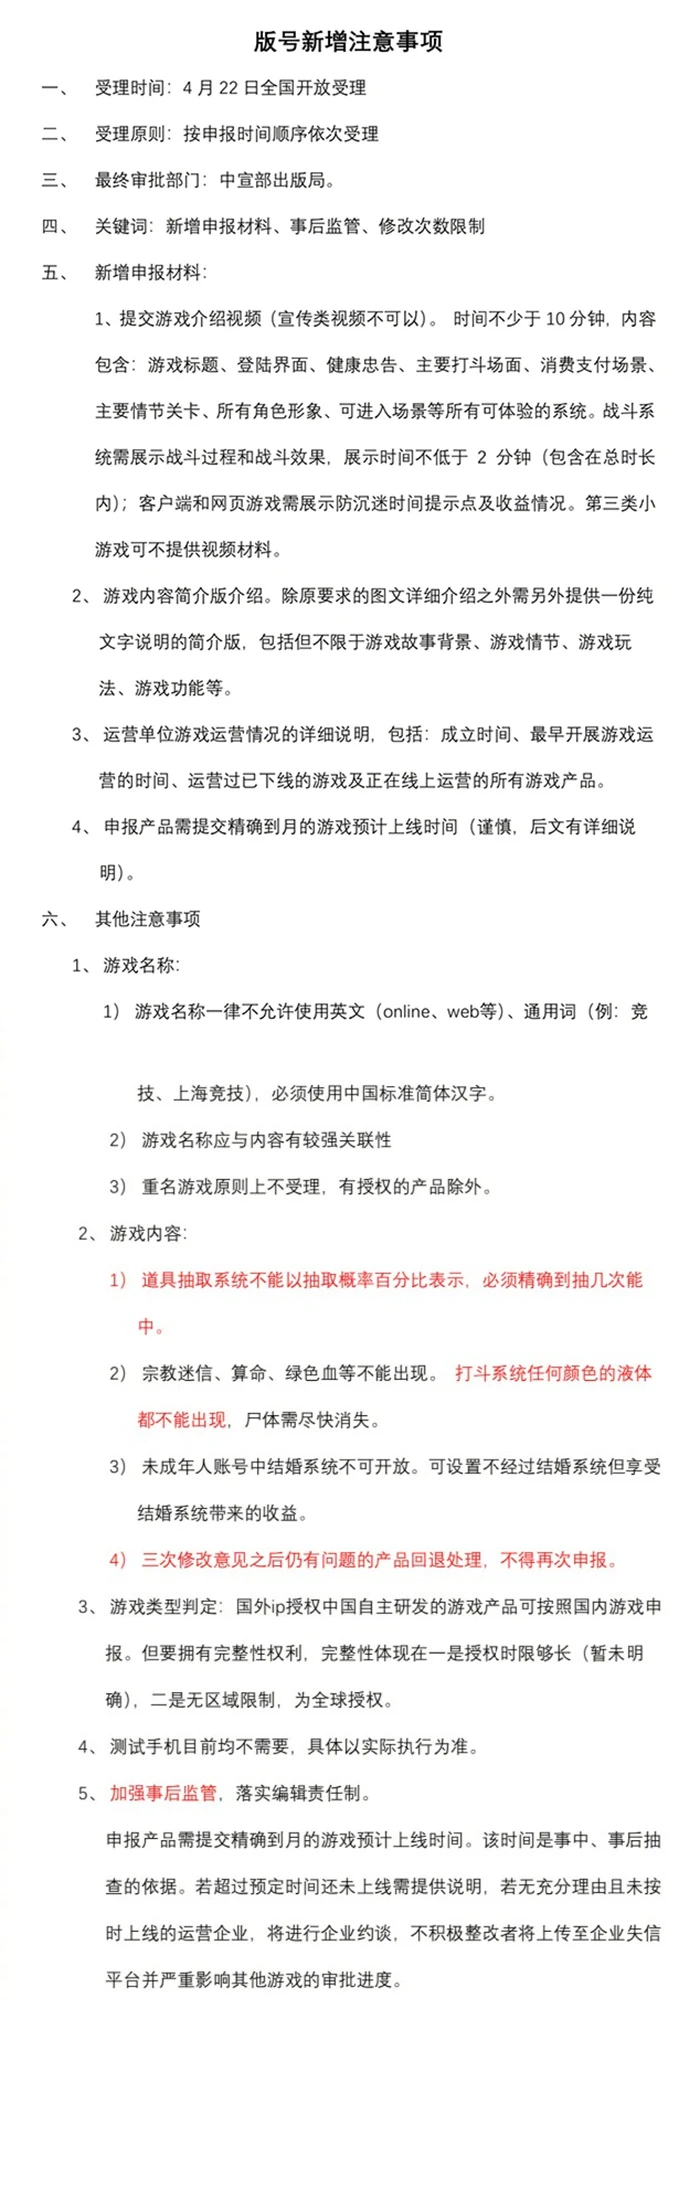 版号新增注意事项
一、 受理时间：4 月 22 日全国开放受理
二、 受理原则：按申报时间顺序依次受理
三、 最终审批部门：中宣部出版局。
四、 关键词：新增申报材料、事后监管、修改次数限制
五、 新增申报材料：
1、提交游戏介绍视频（宣传类视频不可以）。 时间不少于 10 分钟，内容
包含：游戏标题、登陆界面、健康忠告、主要打斗场面、消费支付场景、
主要情节关卡、所有角色形象、可进入场景等所有可体验的系统。战斗系
统需展示战斗过程和战斗效果，展示时间不低于 2 分钟（包含在总时长
内）；客户端和网页游戏需展示防沉迷时间提示点及收益情况。第三类小
游戏可不提供视频材料。
2、 游戏内容简介版介绍。除原要求的图文详细介绍之外需另外提供一份纯
文字说明的简介版，包括但不限于游戏故事背景、游戏情节、游戏玩
法、游戏功能等。
3、 运营单位游戏运营情况的详细说明，包括：成立时间、最早开展游戏运
营的时间、运营过已下线的游戏及正在线上运营的所有游戏产品。
4、 申报产品需提交精确到月的游戏预计上线时间（谨慎，后文有详细说
明）。
六、 其他注意事项
1、 游戏名称：
1） 游戏名称一律不允许使用英文（online、web等）、通用词（例：竞
技、上海竞技），必须使用中国标准简体汉字。
2） 游戏名称应与内容有较强关联性
3） 重名游戏原则上不受理，有授权的产品除外。
2、 游戏内容：
1） 道具抽取系统不能以抽取概率百分比表示，必须精确到抽几次能
中。
2） 宗教迷信、算命、绿色血等不能出现。 打斗系统任何颜色的液体
都不能出现，尸体需尽快消失。
3） 未成年人账号中结婚系统不可开放。可设置不经过结婚系统但享受
结婚系统带来的收益。
4） 三次修改意见之后仍有问题的产品回退处理，不得再次申报。
3、 游戏类型判定：国外ip授权中国自主研发的游戏产品可按照国内游戏申
报。但要拥有完整性权利，完整性体现在一是授权时限够长（暂未明
确），二是无区域限制，为全球授权。
4、 测试手机目前均不需要，具体以实际执行为准。
5、 加强事后监管，落实编辑责任制。
申报产品需提交精确到月的游戏预计上线时间。该时间是事中、事后抽
查的依据。若超过预定时间还未上线需提供说明，若无充分理由且未按
时上线的运营企业，将进行企业约谈，不积极整改者将上传至企业失信
平台并严重影响其他游戏的审批进度。